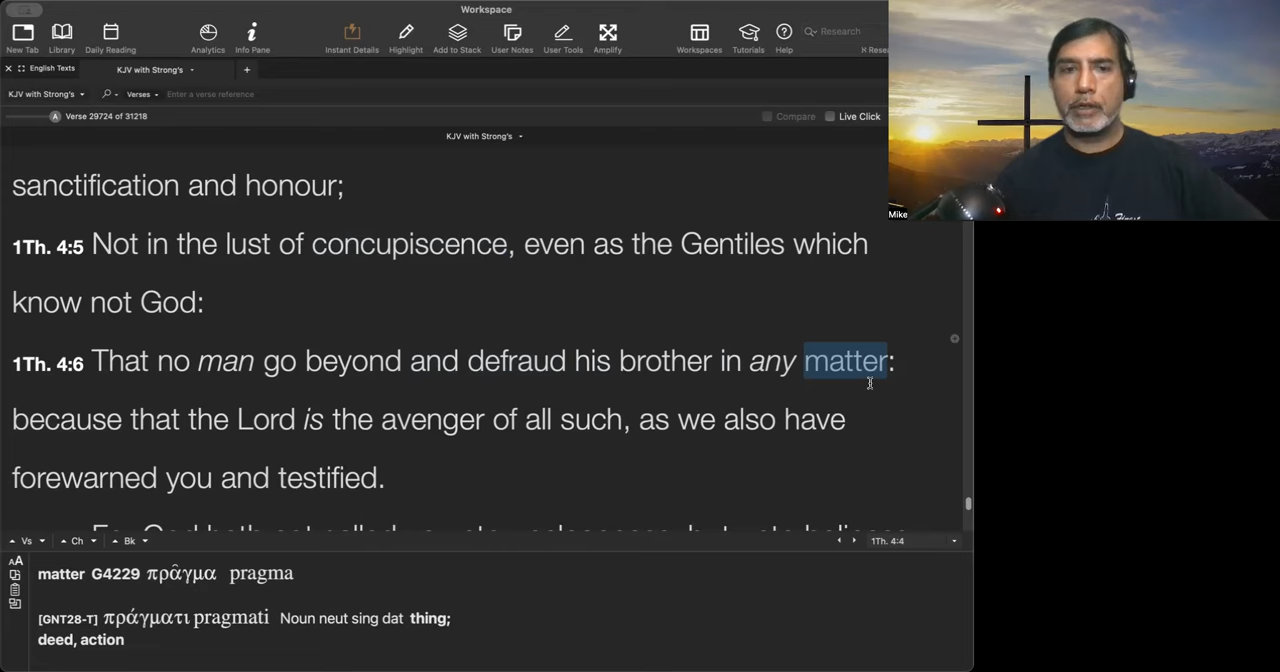 Workspace
New Tab Library Daily Reading Analytics Info Pane Instant Details Highlight Add to Stack User Notes User Tools Amplify Workspaces Tutorials Help Research
English Texts KJV with Strong's +
KJV with Strong's Verses Enter a verse reference
A Verse 29724 of 31218 Compare Live Click
KJV with Strong's
sanctification and honour;
1Th. 4:5 Not in the lust of concupiscence, even as the Gentiles which
know not God:
1Th. 4:6 That no man go beyond and defraud his brother in any matter:
because that the Lord is the avenger of all such, as we also have
forewarned you and testified.
Vs Ch Bk 1Th. 4:4
matter G4229 πρᾶγμα pragma
[GNT28-T] πράγματι pragmati Noun neut sing dat thing;
deed, action
Mike